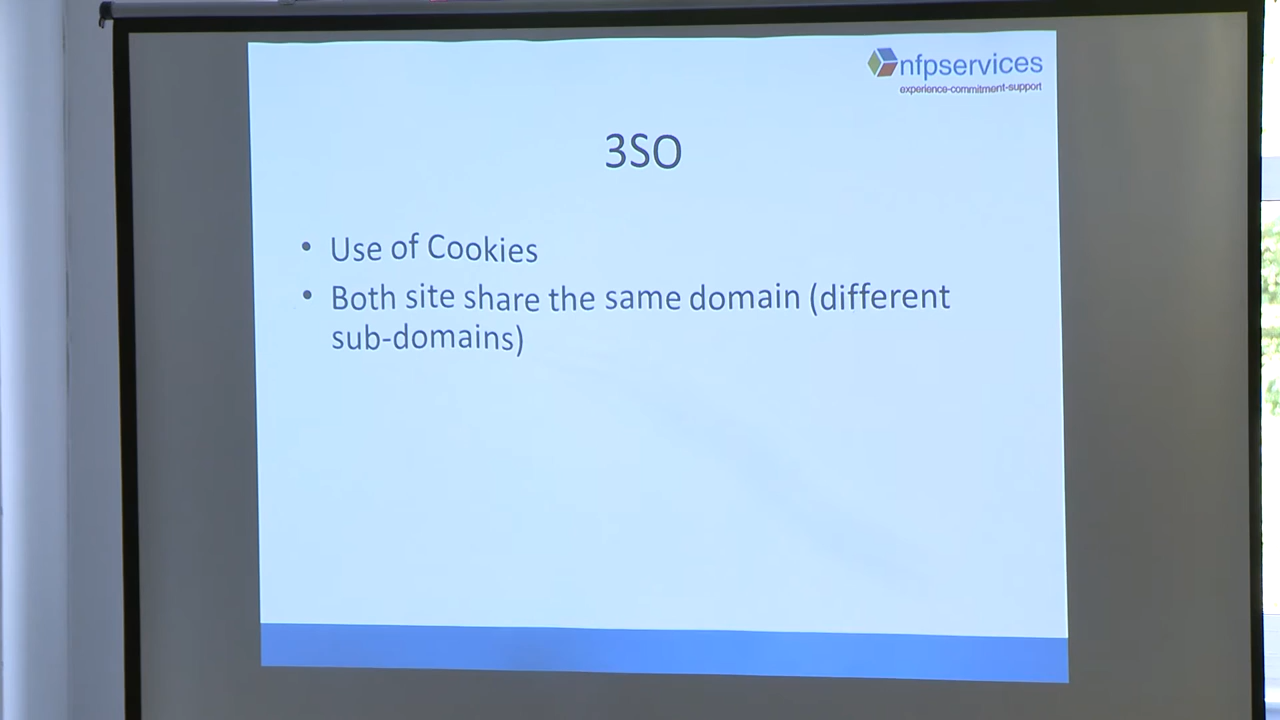 nfpservices
experience-commitment-support
3SO
• Use of Cookies
• Both site share the same domain (different
sub-domains)